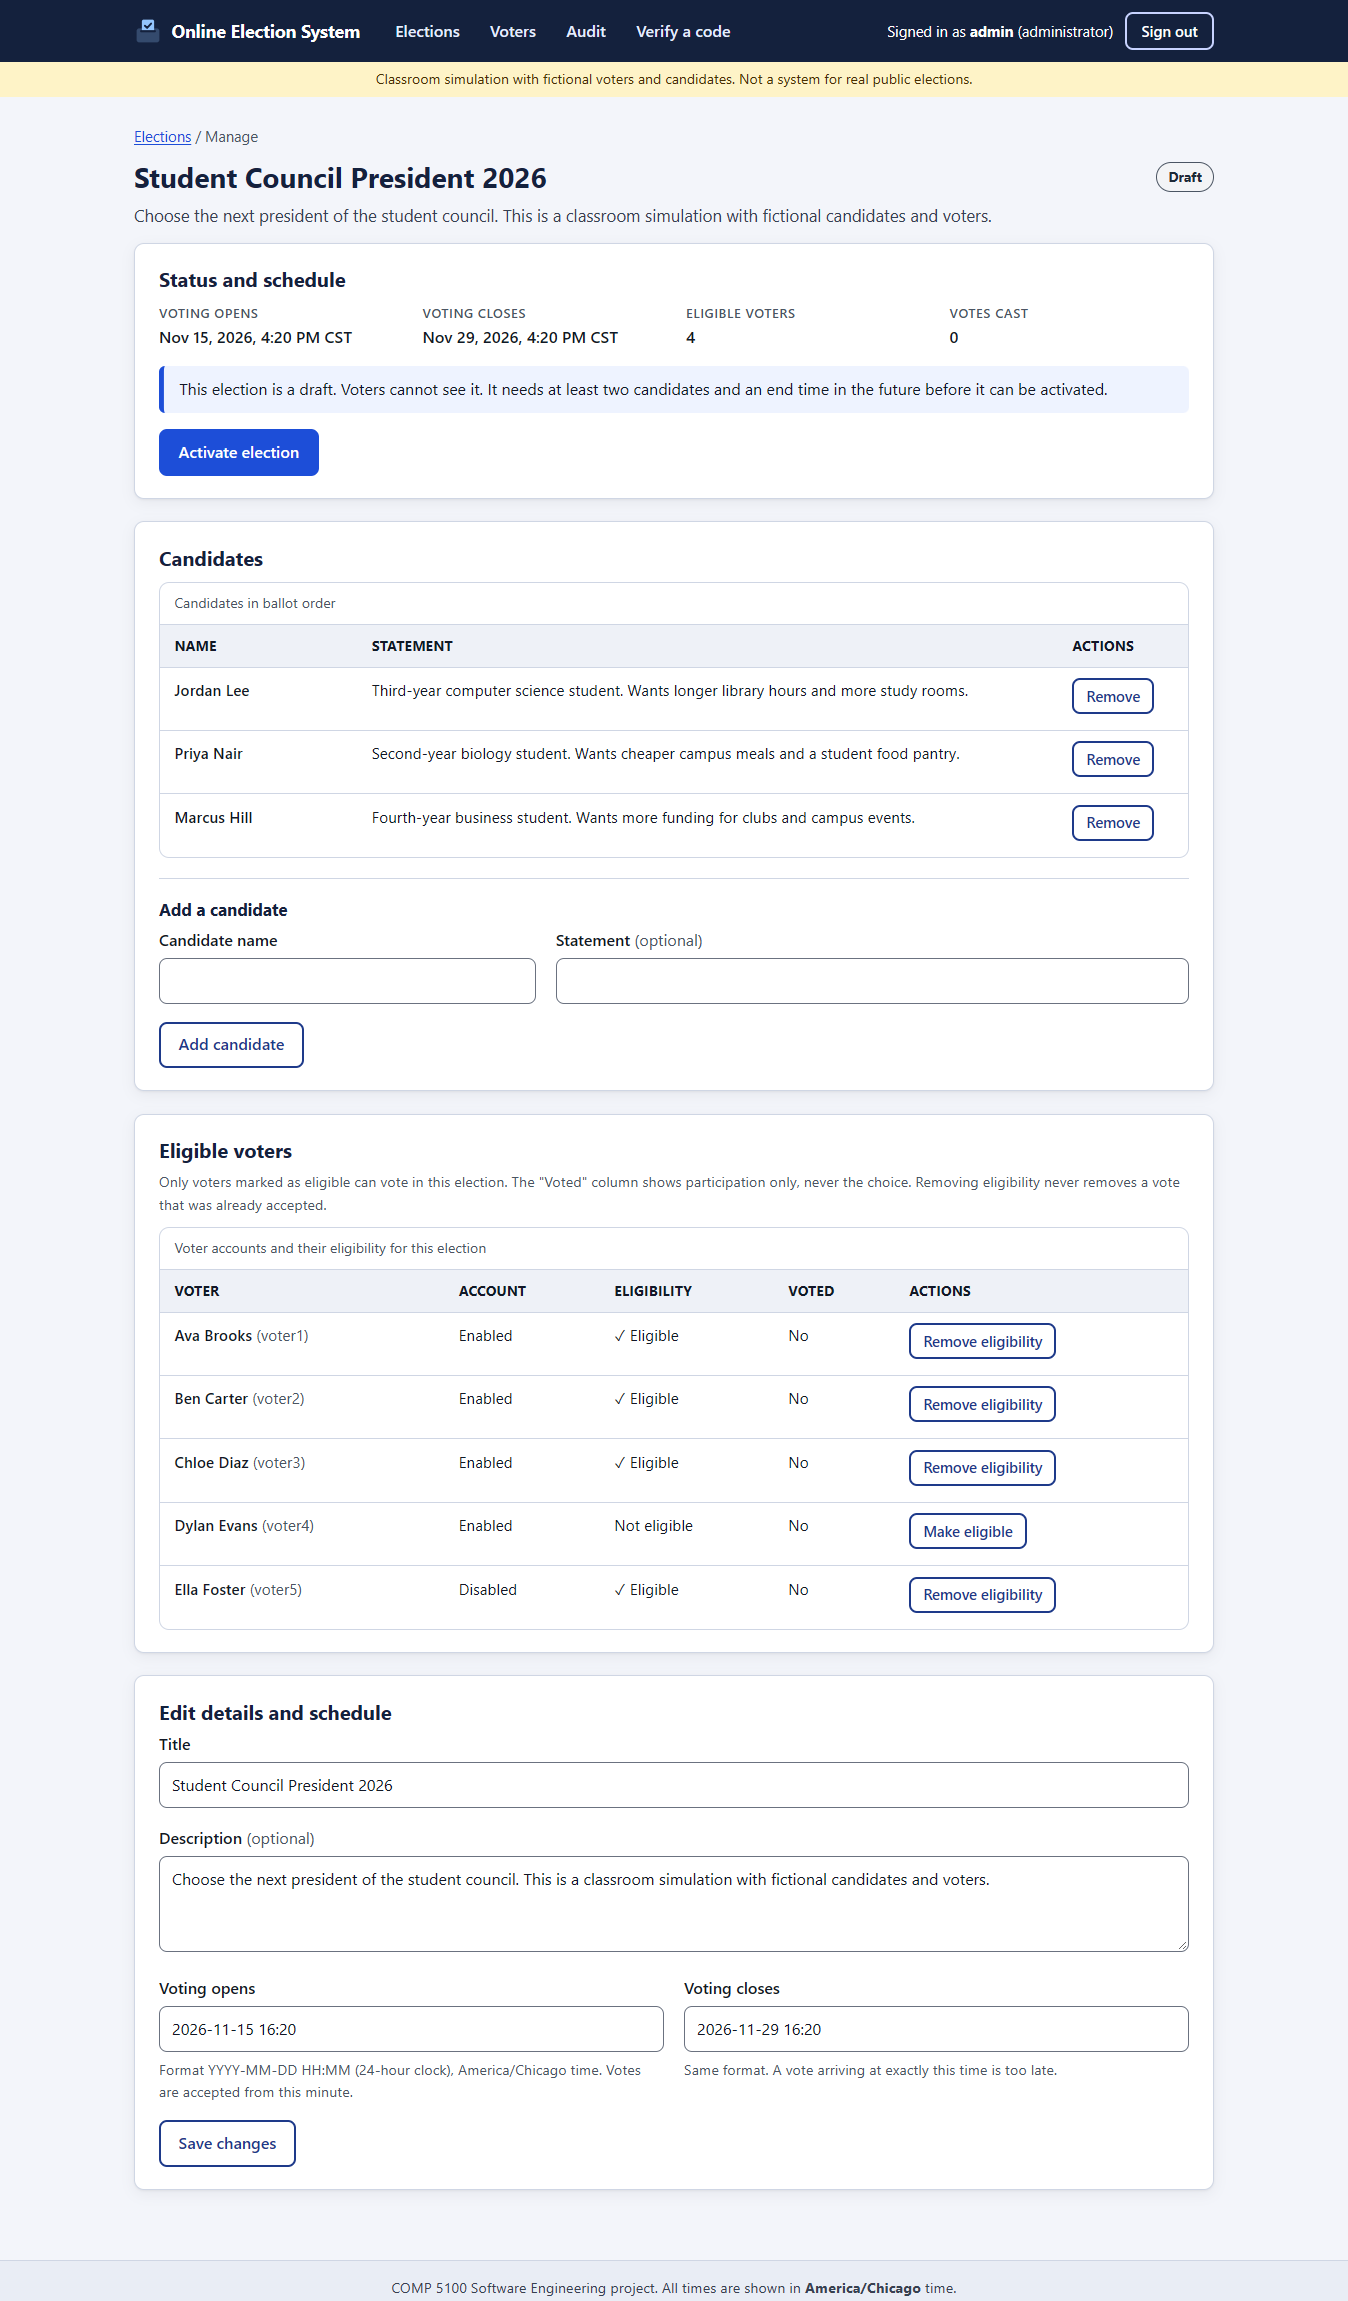 Online Election System
Elections
Voters
Audit
Verify a code
Signed in as admin (administrator)
Sign out
Classroom simulation with fictional voters and candidates. Not a system for real public elections.
Elections / Manage
Student Council President 2026
Draft
Choose the next president of the student council. This is a classroom simulation with fictional candidates and voters.
Status and schedule
VOTING OPENS
Nov 15, 2026, 4:20 PM CST
VOTING CLOSES
Nov 29, 2026, 4:20 PM CST
ELIGIBLE VOTERS
4
VOTES CAST
0
This election is a draft. Voters cannot see it. It needs at least two candidates and an end time in the future before it can be activated.
Activate election
Candidates
Candidates in ballot order
NAME STATEMENT ACTIONS
Jordan Lee Third-year computer science student. Wants longer library hours and more study rooms. Remove
Priya Nair Second-year biology student. Wants cheaper campus meals and a student food pantry. Remove
Marcus Hill Fourth-year business student. Wants more funding for clubs and campus events. Remove
Add a candidate
Candidate name
Statement (optional)
Add candidate
Eligible voters
Only voters marked as eligible can vote in this election. The "Voted" column shows participation only, never the choice. Removing eligibility never removes a vote
that was already accepted.
Voter accounts and their eligibility for this election
VOTER ACCOUNT ELIGIBILITY VOTED ACTIONS
Ava Brooks (voter1) Enabled ✓ Eligible No Remove eligibility
Ben Carter (voter2) Enabled ✓ Eligible No Remove eligibility
Chloe Diaz (voter3) Enabled ✓ Eligible No Remove eligibility
Dylan Evans (voter4) Enabled Not eligible No Make eligible
Ella Foster (voter5) Disabled ✓ Eligible No Remove eligibility
Edit details and schedule
Title
Student Council President 2026
Description (optional)
Choose the next president of the student council. This is a classroom simulation with fictional candidates and voters.
Voting opens
2026-11-15 16:20
Format YYYY-MM-DD HH:MM (24-hour clock), America/Chicago time. Votes
are accepted from this minute.
Voting closes
2026-11-29 16:20
Same format. A vote arriving at exactly this time is too late.
Save changes
COMP 5100 Software Engineering project. All times are shown in America/Chicago time.